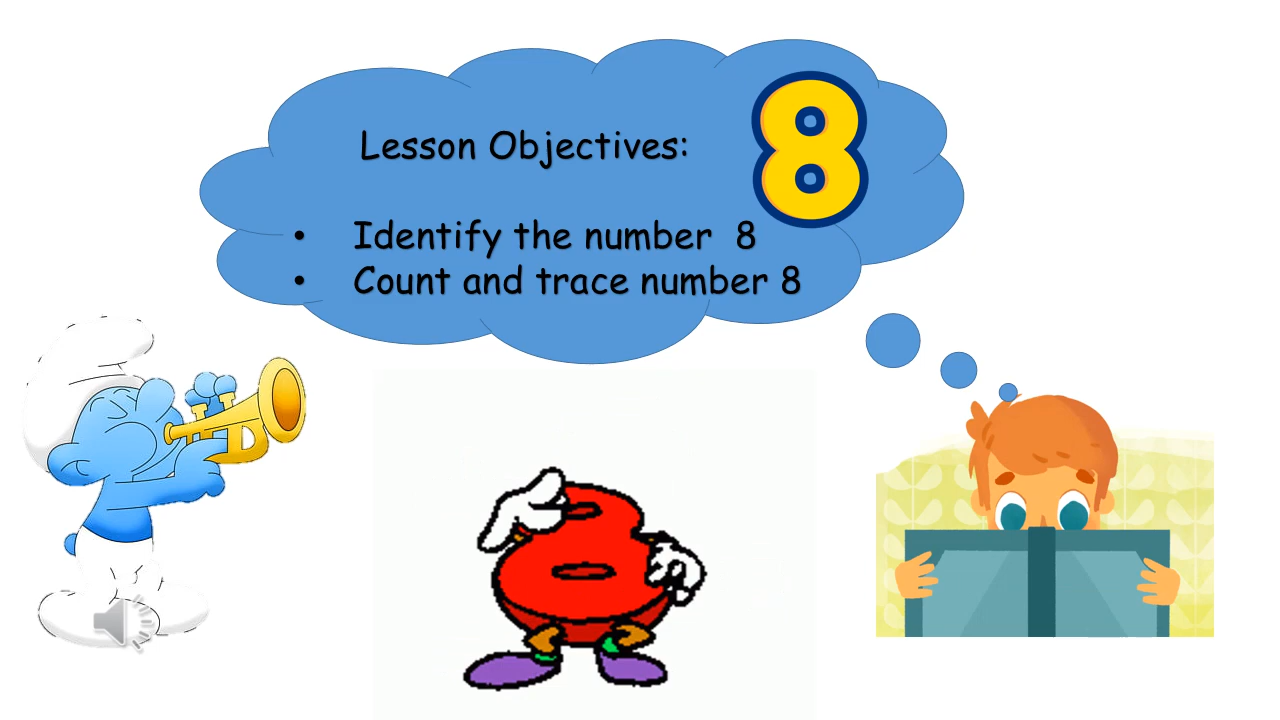 8
Lesson Objectives:
• Identify the number 8
• Count and trace number 8